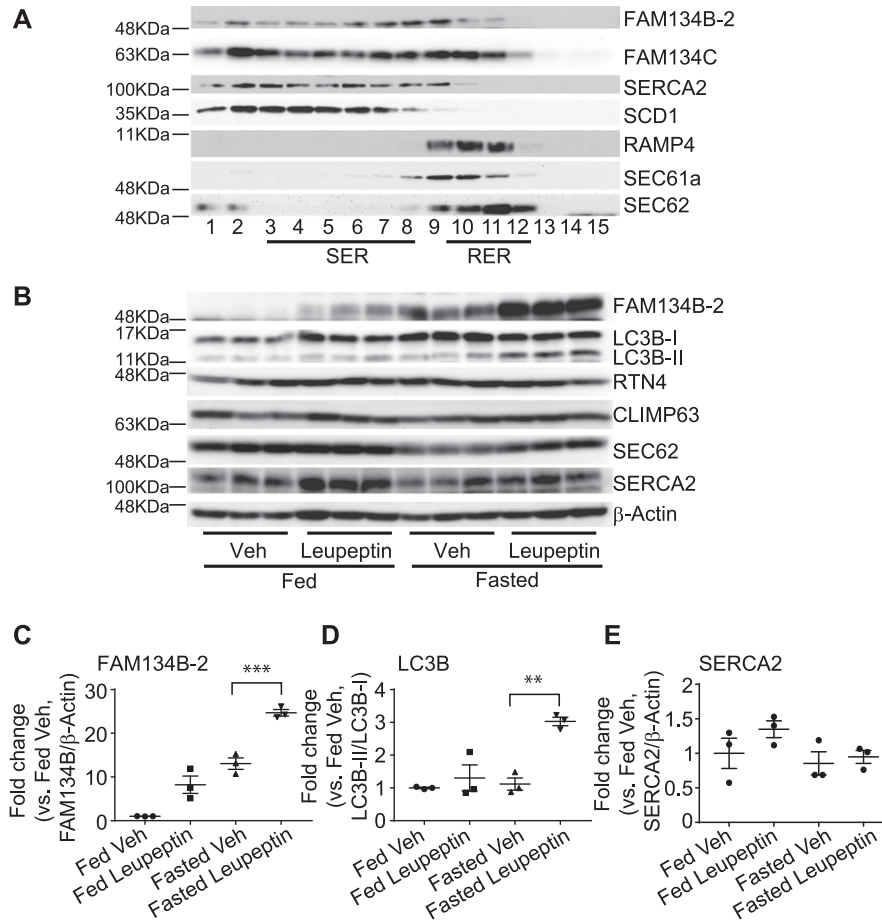 A
48KDa FAM134B-2
63KDa FAM134C
100KDa SERCA2
35KDa SCD1
11KDa RAMP4
48KDa SEC61a
48KDa SEC62
1 2 3 4 5 6 7 8 9 10 11 12 13 14 15
SER RER
B
48KDa FAM134B-2
17KDa LC3B-I
11KDa LC3B-II
48KDa RTN4
63KDa CLIMP63
48KDa SEC62
100KDa SERCA2
48KDa β-Actin
Veh Leupeptin Veh Leupeptin
Fed Fasted
C
FAM134B-2
Fold change
(vs. Fed Veh,
FAM134B/β-Actin)
30
20
10
0
***
Fed Veh
Fed Leupeptin
Fasted Veh
Fasted Leupeptin
D
LC3B
Fold change
(vs. Fed Veh,
LC3B-II/LC3B-I)
4
3
2
1
0
**
Fed Veh
Fed Leupeptin
Fasted Veh
Fasted Leupeptin
E
SERCA2
Fold change
(vs. Fed Veh,
SERCA2/β-Actin)
2
1.5
1
0.5
0
Fed Veh
Fed Leupeptin
Fasted Veh
Fasted Leupeptin